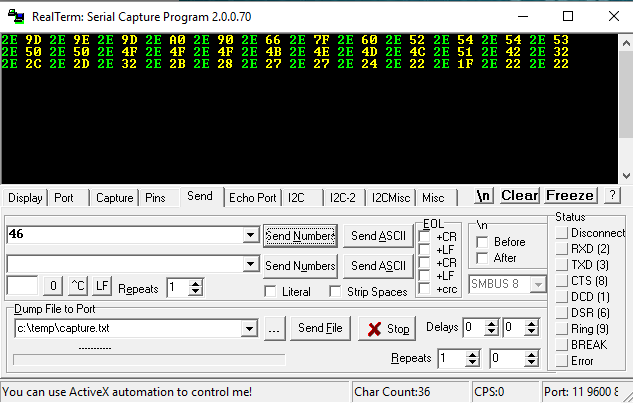 RealTerm: Serial Capture Program 2.0.0.70
2E 9D 2E 9E 2E 9D 2E A0 2E 90 2E 66 2E 7F 2E 60 2E 52 2E 54 2E 54 2E 53
2E 50 2E 50 2E 4F 2E 4F 2E 4F 2E 4B 2E 4E 2E 4D 2E 4C 2E 51 2E 42 2E 32
2E 2C 2E 2D 2E 32 2E 2B 2E 28 2E 27 2E 27 2E 24 2E 22 2E 1F 2E 22 2E 22
Display Port Capture Pins Send Echo Port I2C I2C-2 I2CMisc Misc \n Clear Freeze ?
46 Send Numbers Send ASCII
Send Numbers Send ASCII
0 ^C LF Repeats 1 Literal Strip Spaces
EOL
+CR
+LF
+CR
+LF
+crc
\n
Before
After
SMBUS 8
Status
Disconnect
RXD (2)
TXD (3)
CTS (8)
DCD (1)
DSR (6)
Ring (9)
BREAK
Error
Dump File to Port
c:\temp\capture.txt ... Send File Stop Delays 0 0
Repeats 1 0
You can use ActiveX automation to control me! Char Count:36 CPS:0 Port: 11 9600 8